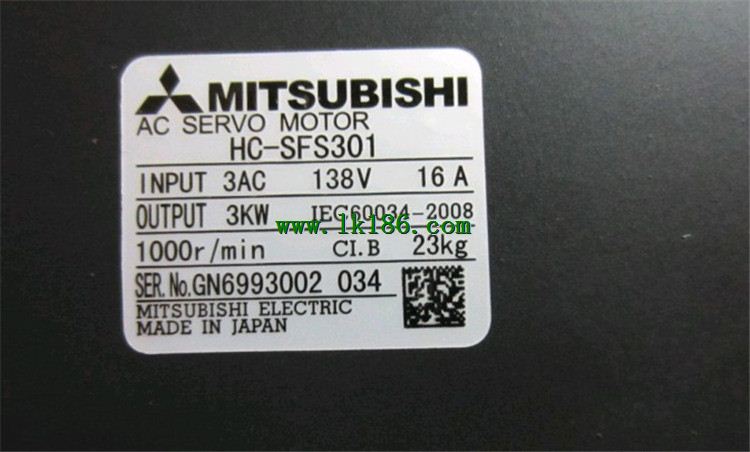 MITSUBISHI
AC SERVO MOTOR
HC-SFS301
INPUT 3AC 138V 16 A
OUTPUT 3KW IEC60034-2008
www.1k186.com
1000r/min CI.B 23kg
SER.No.GN6993002 034
MITSUBISHI ELECTRIC
MADE IN JAPAN